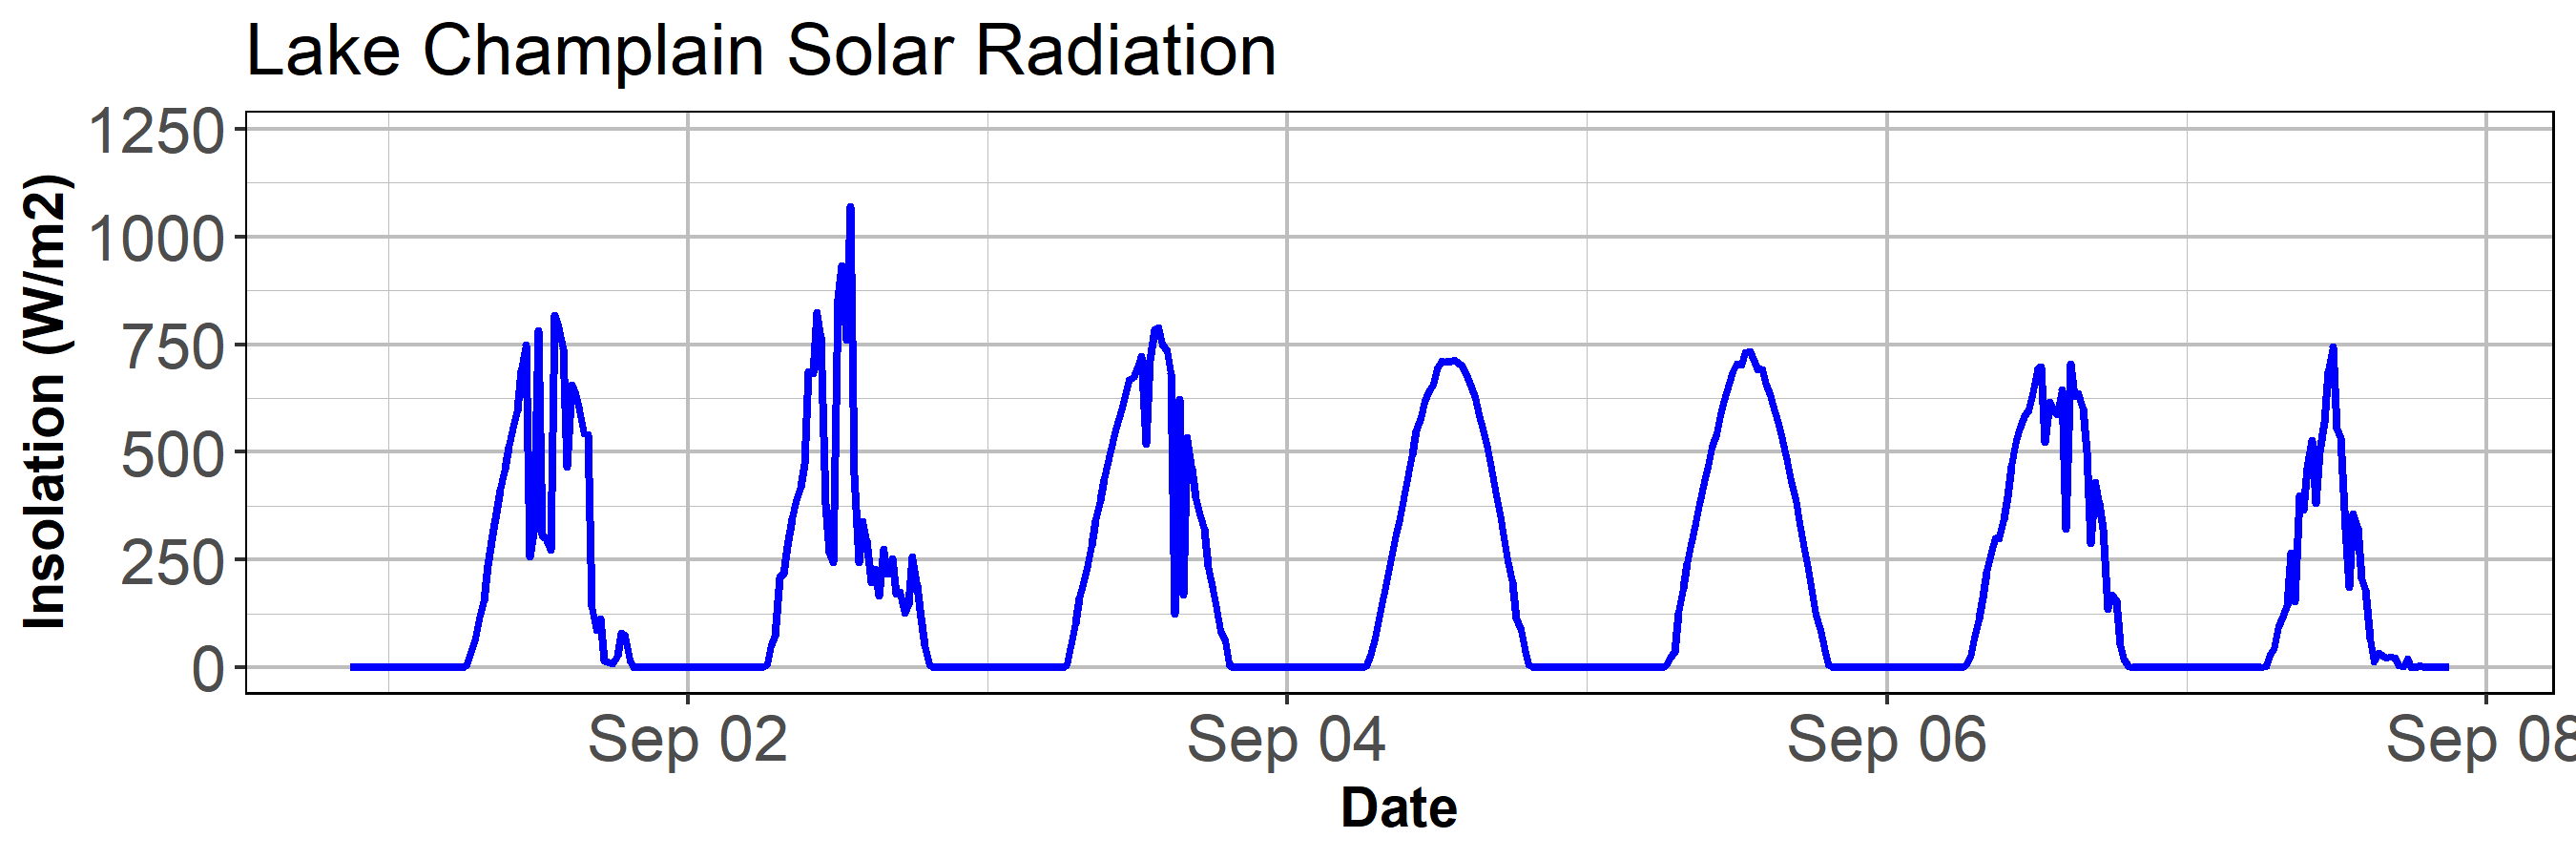 Lake Champlain Solar Radiation
Insolation (W/m2)
1250
1000
750
500
250
0
Sep 02 Sep 04 Sep 06 Sep 08
Date